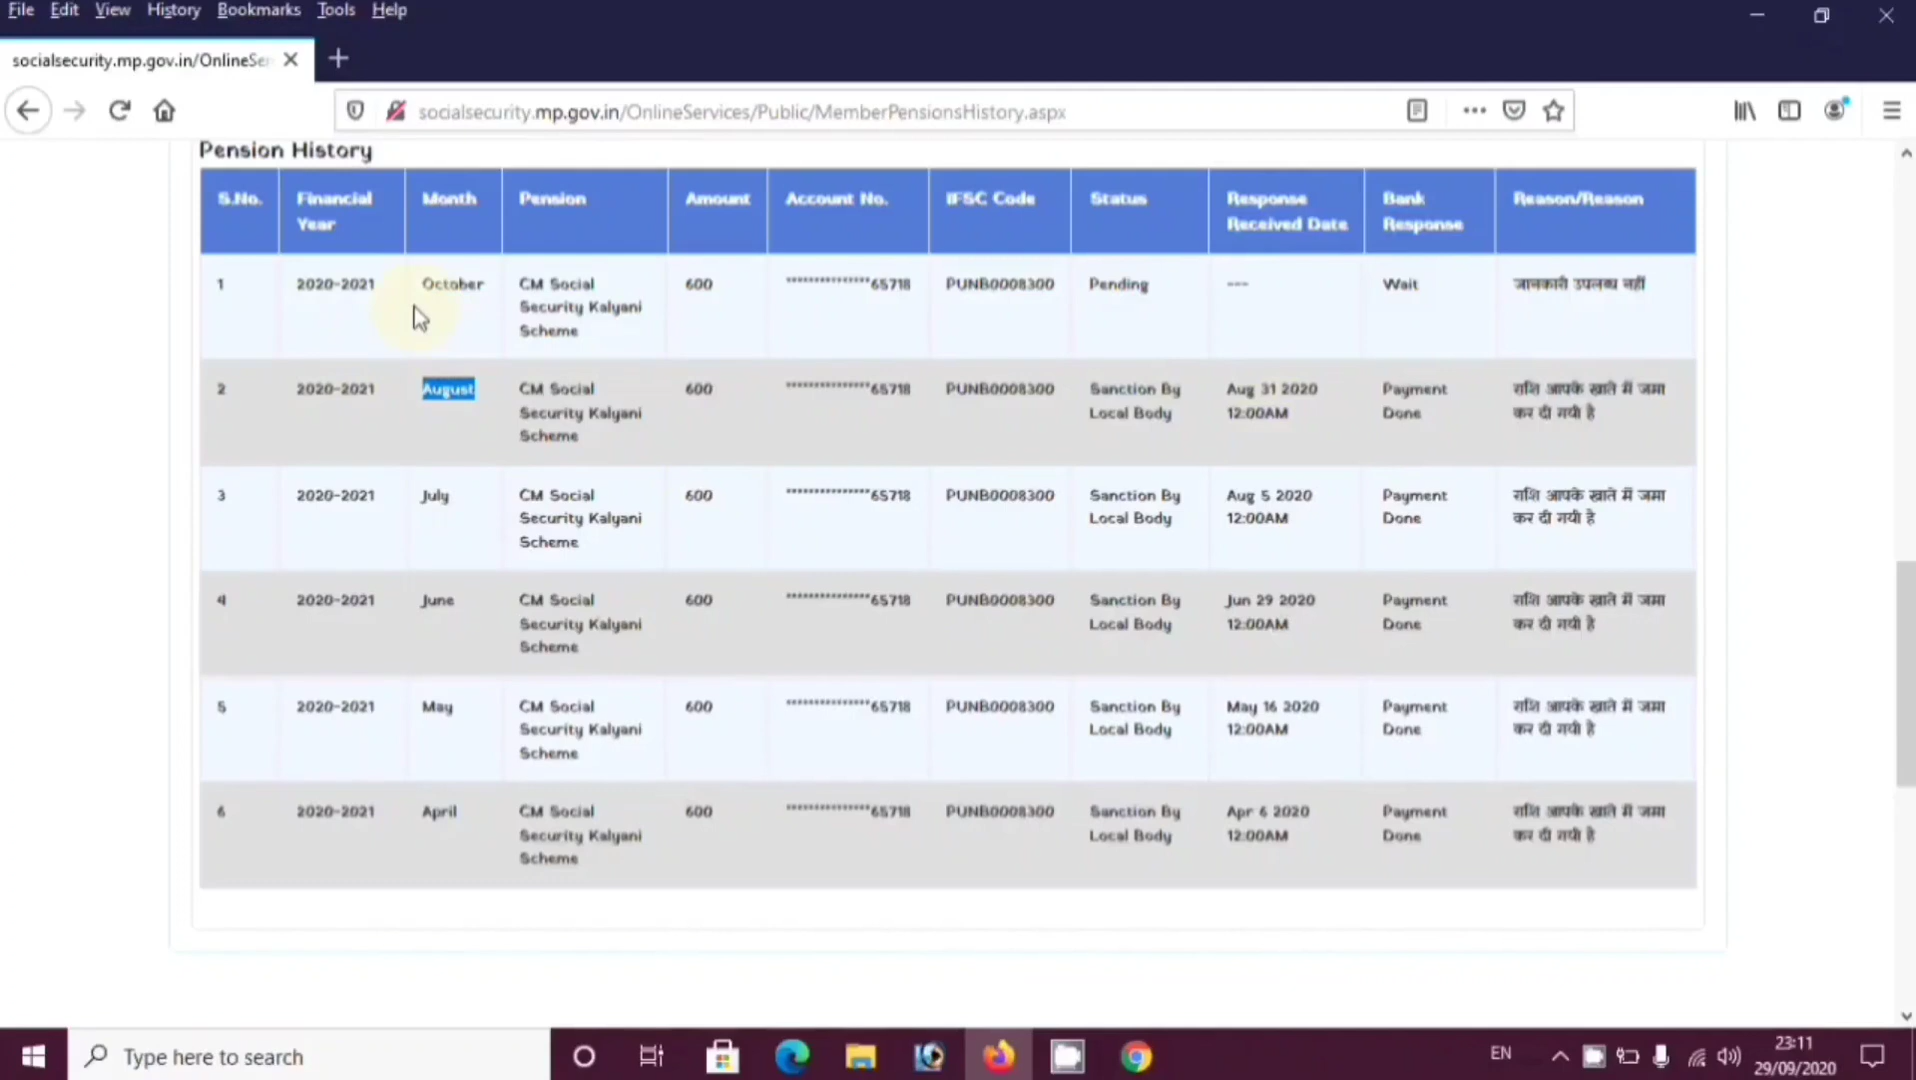 File Edit View History Bookmarks Tools Help
socialsecurity.mp.gov.in/OnlineSer
socialsecurity.mp.gov.in/OnlineServices/Public/MemberPensionsHistory.aspx
Pension History
S.No. Financial Year Month Pension Amount Account No. IFSC Code Status Response Received Date Bank Response Reason/Reason
1 2020-2021 October CM Social Security Kalyani Scheme 600 ***************65718 PUNB0008300 Pending --- Wait जानकारी उपलब्ध नहीं
2 2020-2021 August CM Social Security Kalyani Scheme 600 ***************65718 PUNB0008300 Sanction By Local Body Aug 31 2020 12:00AM Payment Done राशि आपके खाते में जमा कर दी गयी है
3 2020-2021 July CM Social Security Kalyani Scheme 600 ***************65718 PUNB0008300 Sanction By Local Body Aug 5 2020 12:00AM Payment Done राशि आपके खाते में जमा कर दी गयी है
4 2020-2021 June CM Social Security Kalyani Scheme 600 ***************65718 PUNB0008300 Sanction By Local Body Jun 29 2020 12:00AM Payment Done राशि आपके खाते में जमा कर दी गयी है
5 2020-2021 May CM Social Security Kalyani Scheme 600 ***************65718 PUNB0008300 Sanction By Local Body May 16 2020 12:00AM Payment Done राशि आपके खाते में जमा कर दी गयी है
6 2020-2021 April CM Social Security Kalyani Scheme 600 ***************65718 PUNB0008300 Sanction By Local Body Apr 6 2020 12:00AM Payment Done राशि आपके खाते में जमा कर दी गयी है
Type here to search
EN
23:11
29/09/2020